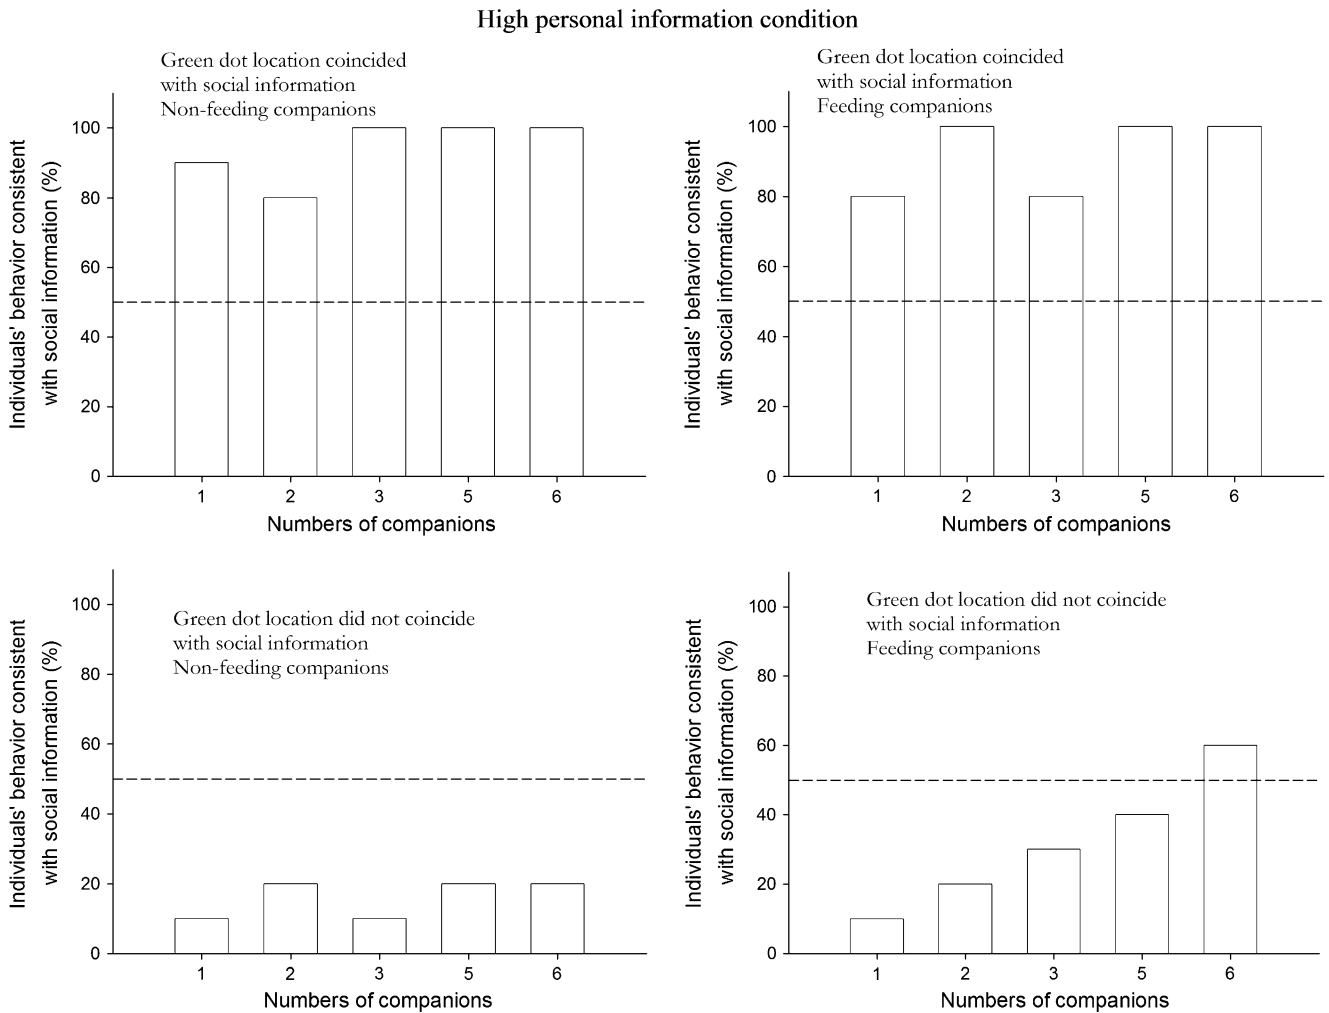 High personal information condition
Green dot location coincided
with social information
Non-feeding companions
Individuals' behavior consistent
with social information (%)
100
80
60
40
20
0
1 2 3 5 6
Numbers of companions
Green dot location coincided
with social information
Feeding companions
Individuals' behavior consistent
with social information (%)
100
80
60
40
20
0
1 2 3 5 6
Numbers of companions
Green dot location did not coincide
with social information
Non-feeding companions
Individuals' behavior consistent
with social information (%)
100
80
60
40
20
0
1 2 3 5 6
Numbers of companions
Green dot location did not coincide
with social information
Feeding companions
Individuals' behavior consistent
with social information (%)
100
80
60
40
20
0
1 2 3 5 6
Numbers of companions